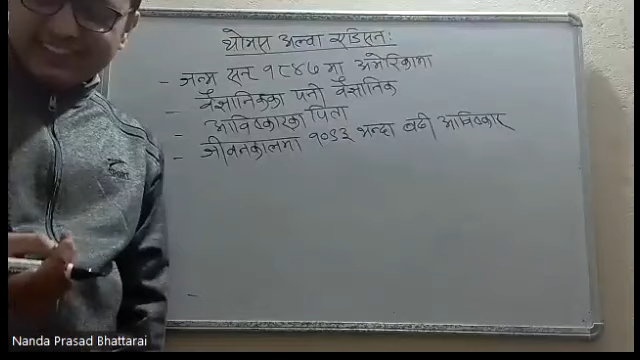 थोमस अल्वा एडिसन:
- जन्म सन् १८४७ मा अमेरिकामा
- वैज्ञानिकका पनी वैज्ञानिक
- आविष्कारका पिता
- जीवनकालमा १०९३ भन्दा बढी आविष्कार
-
Nanda Prasad Bhattarai